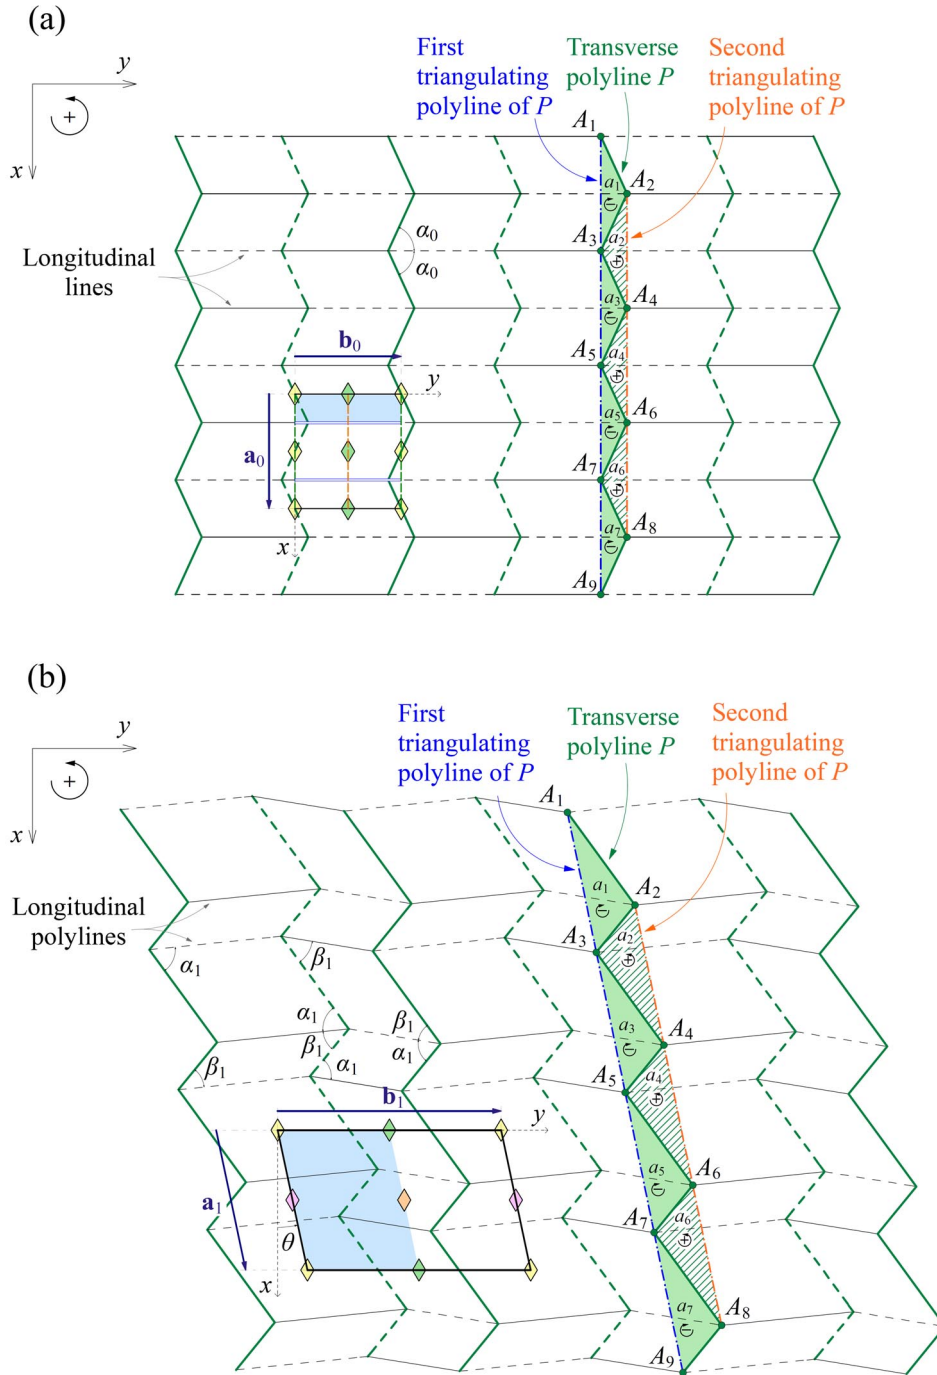 (a)
y
x
+
First
triangulating
polyline of P
Transverse
polyline P
Second
triangulating
polyline of P
A1
a1
−
A2
a2
+
A3
a3
−
A4
a4
+
A5
a5
−
A6
a6
+
A7
a7
−
A8
A9
Longitudinal
lines
α0
α0
b0
y
a0
x
(b)
y
x
+
First
triangulating
polyline of P
Transverse
polyline P
Second
triangulating
polyline of P
A1
a1
−
A2
a2
+
A3
a3
−
A4
a4
+
A5
a5
−
A6
a6
+
A7
a7
−
A8
A9
Longitudinal
polylines
α1
β1
α1
β1
β1
α1
β1
α1
b1
y
a1
θ
x